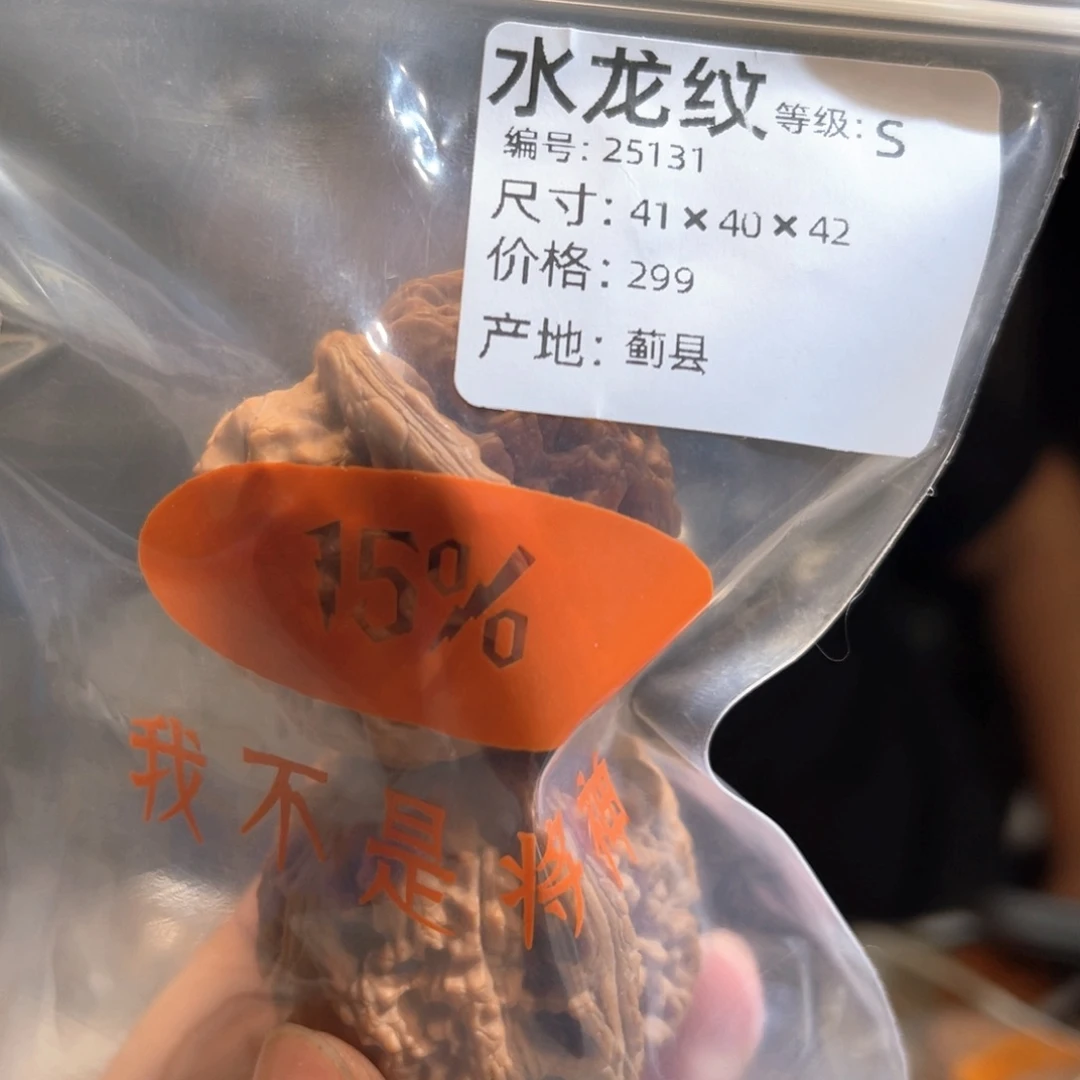 水龙纹 等级: S
编号: 25131
尺寸: 41×40×42
价格: 299
产地: 蓟县
15%
我不是将